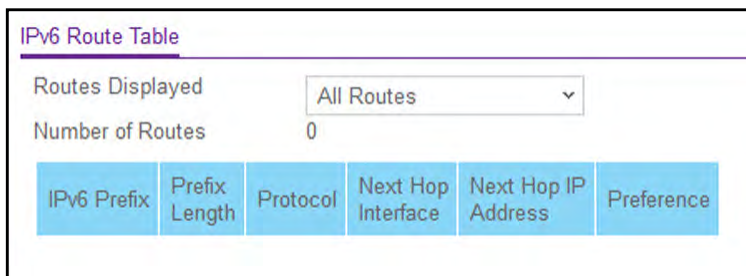 IPv6 Route Table
Routes Displayed
All Routes
Number of Routes
0
IPv6 Prefix
Prefix
Length
Protocol
Next Hop
Interface
Next Hop IP
Address
Preference